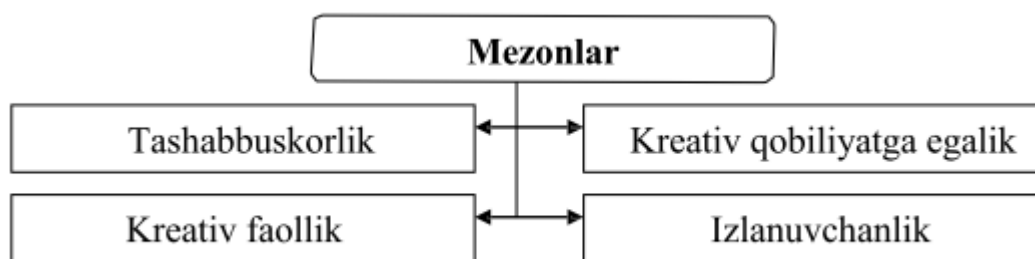 Mezonlar
Tashabbuskorlik
Kreativ qobiliyatga egalik
Kreativ faollik
Izlanuvchanlik